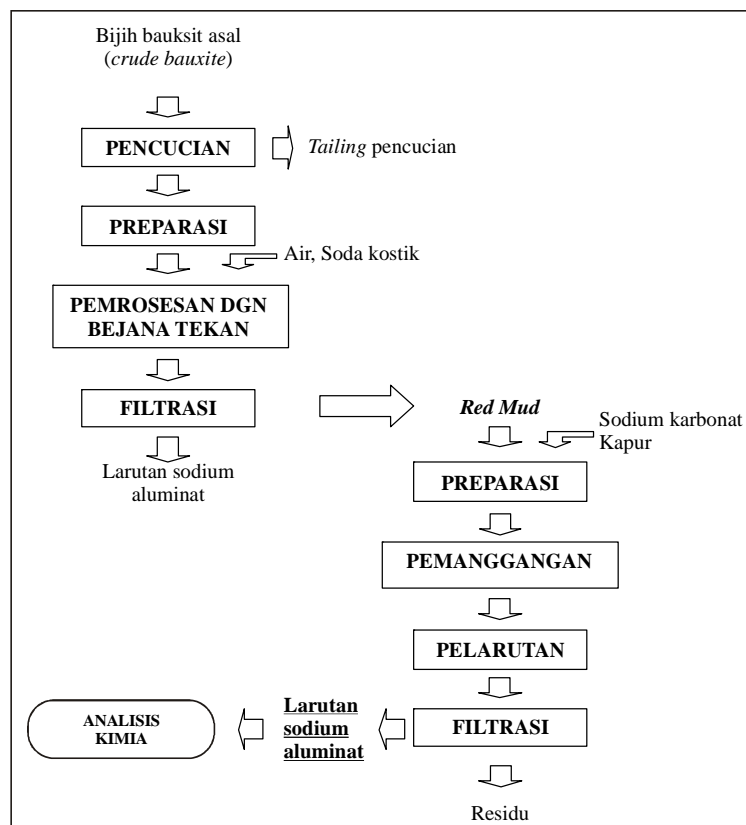 Bijih bauksit asal
(crude bauxite)
PENCUCIAN
Tailing pencucian
PREPARASI
Air, Soda kostik
PEMROSESAN DGN
BEJANA TEKAN
FILTRASI
Larutan sodium
aluminat
Red Mud
Sodium karbonat
Kapur
PREPARASI
PEMANGGANGAN
PELARUTAN
FILTRASI
Larutan
sodium
aluminat
ANALISIS
KIMIA
Residu